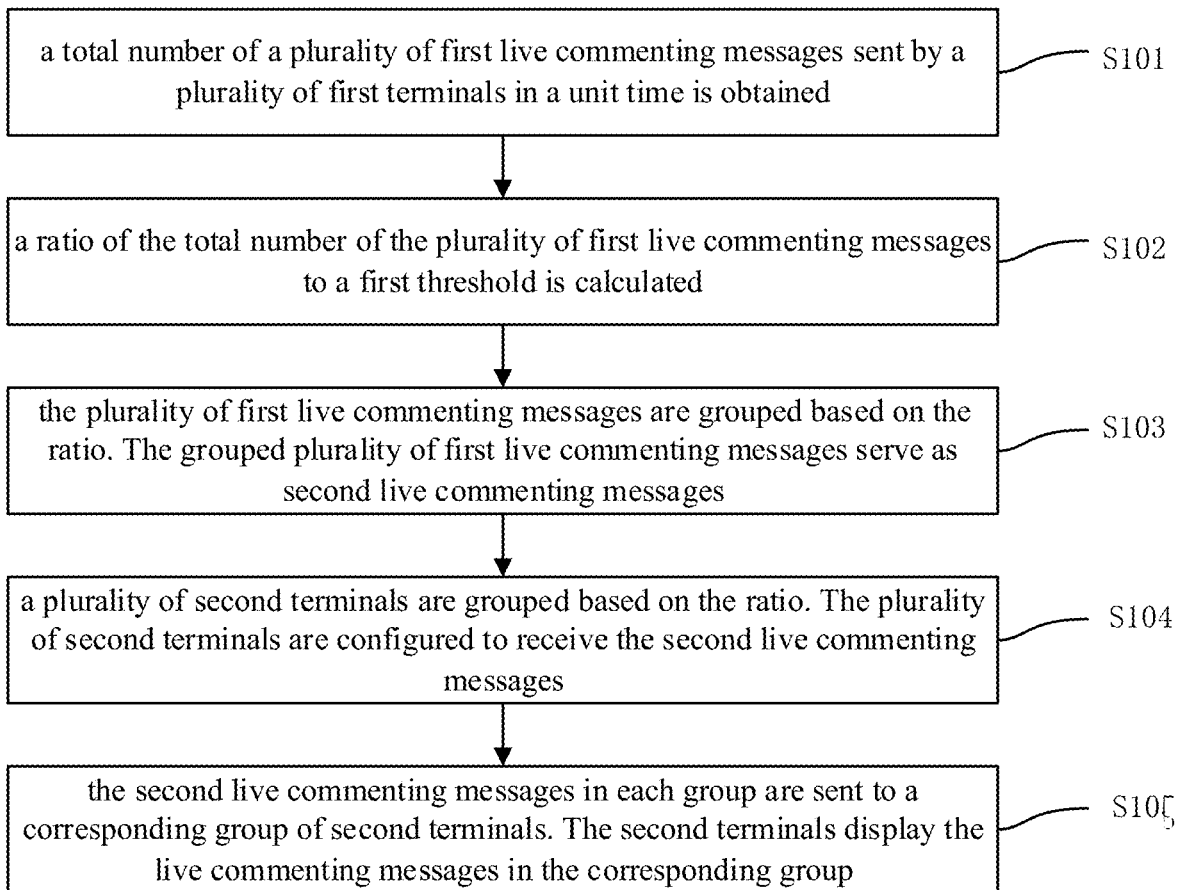 a total number of a plurality of first live commenting messages sent by a
plurality of first terminals in a unit time is obtained
S101
a ratio of the total number of the plurality of first live commenting messages
to a first threshold is calculated
S102
the plurality of first live commenting messages are grouped based on the
ratio. The grouped plurality of first live commenting messages serve as
second live commenting messages
S103
a plurality of second terminals are grouped based on the ratio. The plurality
of second terminals are configured to receive the second live commenting
messages
S104
the second live commenting messages in each group are sent to a
corresponding group of second terminals. The second terminals display the
live commenting messages in the corresponding group
S105